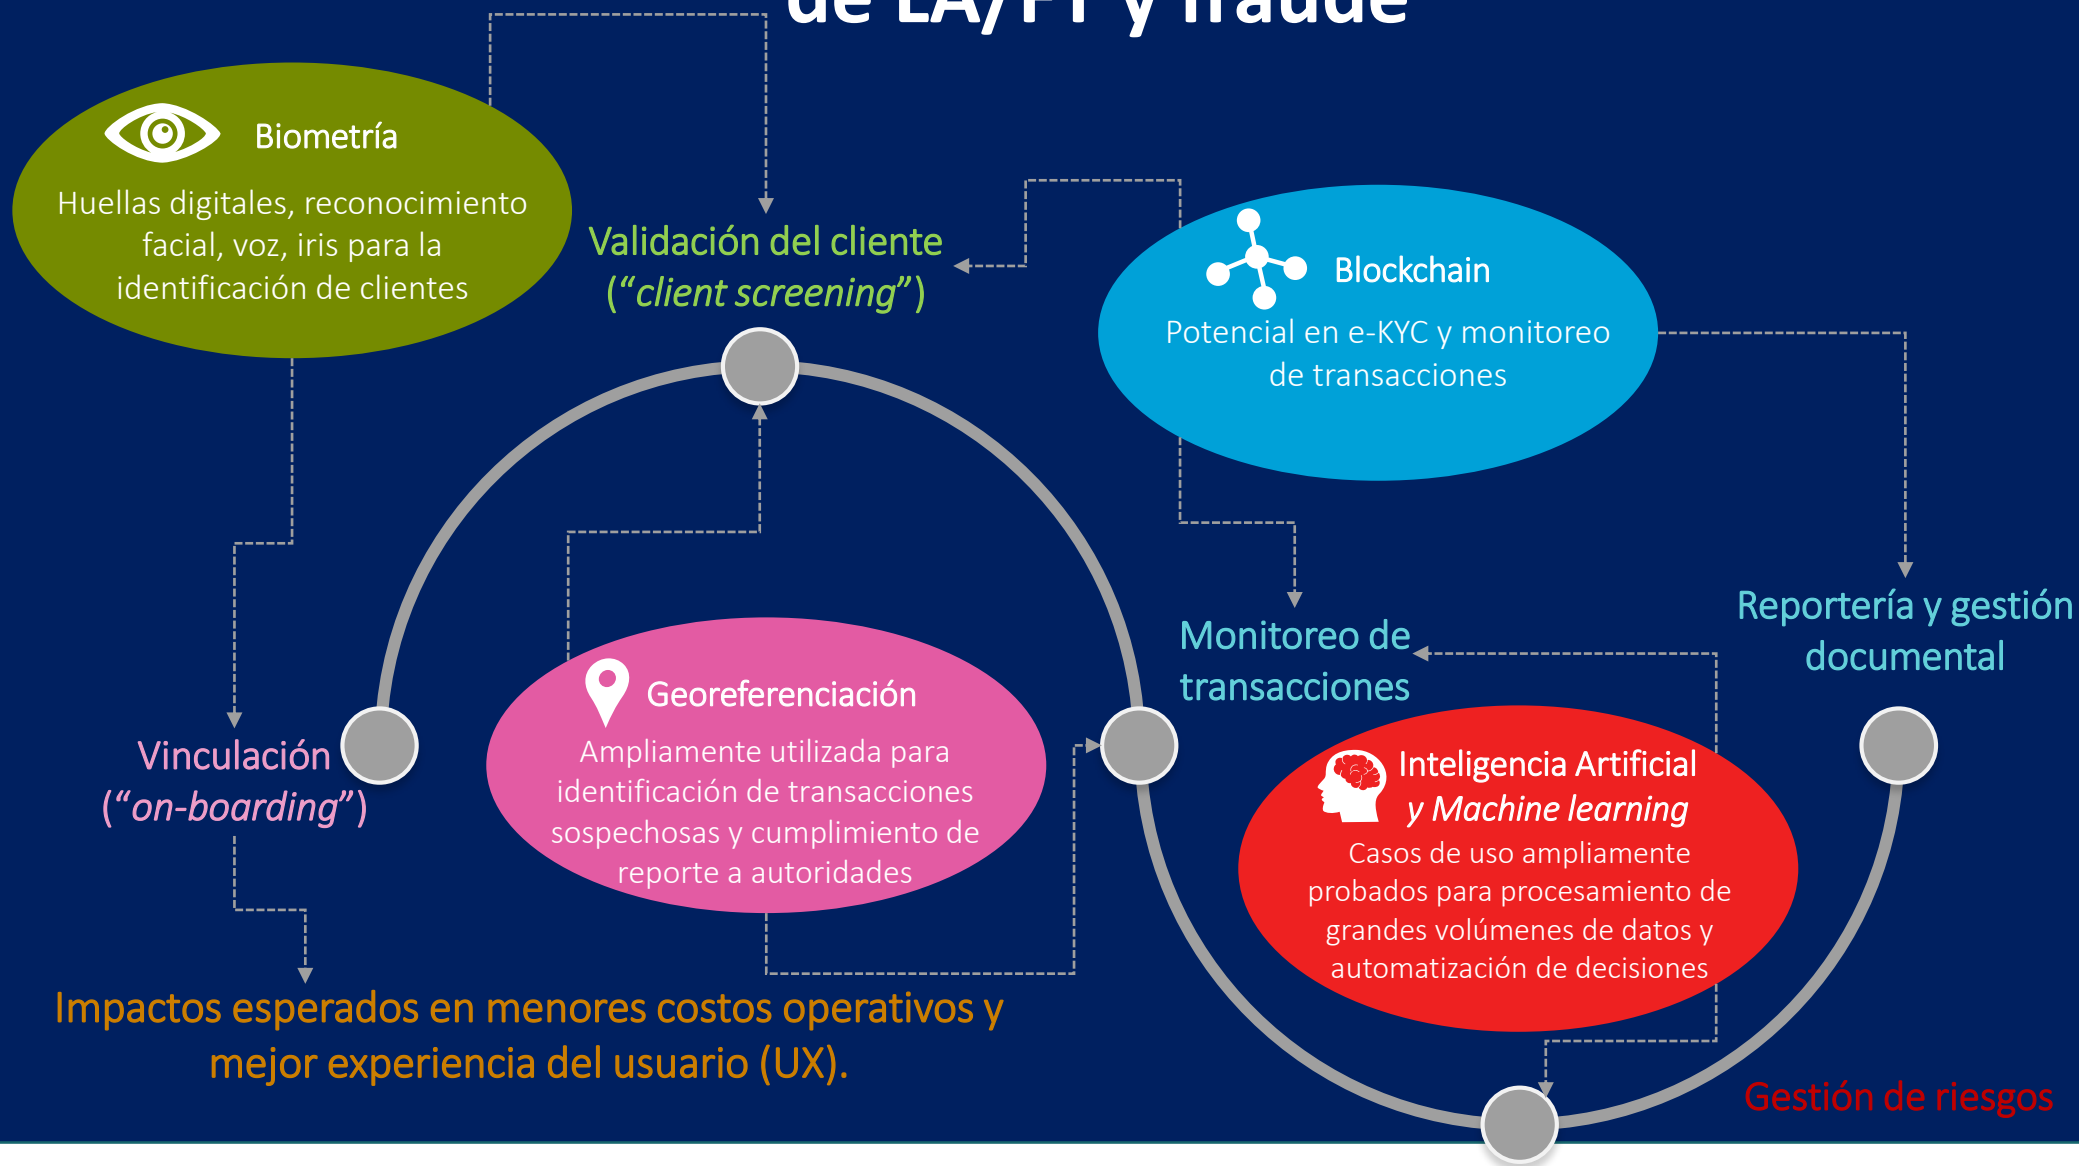 de LA/FT y fraude
Biometría
Huellas digitales, reconocimiento
facial, voz, iris para la
identificación de clientes
Validación del cliente
(“client screening”)
Blockchain
Potencial en e-KYC y monitoreo
de transacciones
Georeferenciación
Ampliamente utilizada para
identificación de transacciones
sospechosas y cumplimiento de
reporte a autoridades
Monitoreo de
transacciones
Reportería y gestión
documental
Vinculación
(“on-boarding”)
Inteligencia Artificial
y Machine learning
Casos de uso ampliamente
probados para procesamiento de
grandes volúmenes de datos y
automatización de decisiones
Impactos esperados en menores costos operativos y
mejor experiencia del usuario (UX).
Gestión de riesgos